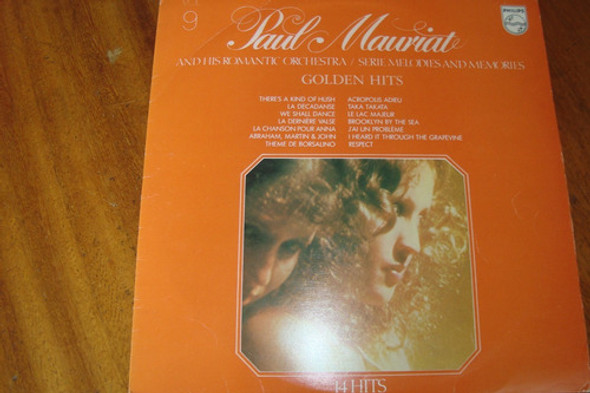 9
PHILIPS
Paul Mauriat
AND HIS ROMANTIC ORCHESTRA / SERIE MELODIES AND MEMORIES
GOLDEN HITS
THERE'S A KIND OF HUSH
LA DECADANSE
WE SHALL DANCE
LA DERNIÈRE VALSE
LA CHANSON POUR ANNA
ABRAHAM, MARTIN & JOHN
THEME DE BORSALINO
ACROPOLIS ADIEU
TAKA TAKATA
LE LAC MAJEUR
BROOKLYN BY THE SEA
J'AI UN PROBLEME
I HEARD IT THROUGH THE GRAPEVINE
RESPECT
14 HITS